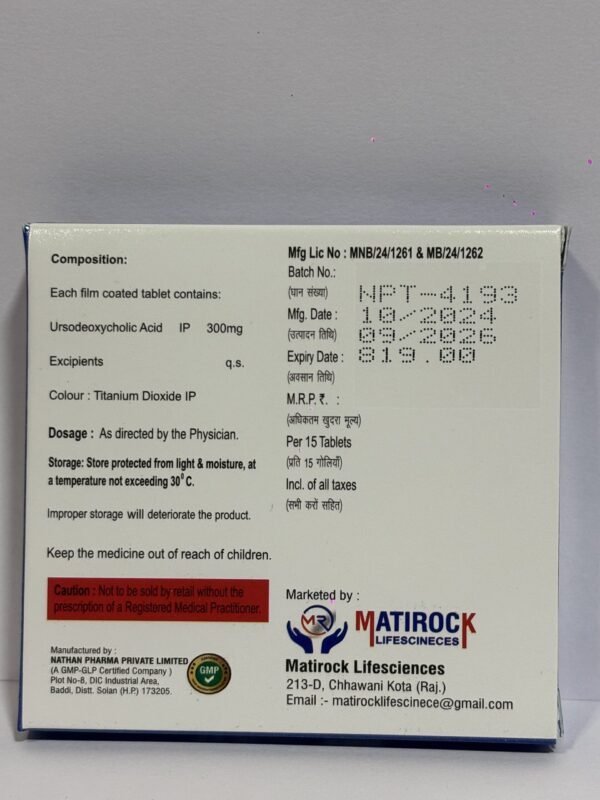 Composition:
Each film coated tablet contains:
Ursodeoxycholic Acid IP 300mg
Excipients q.s.
Colour : Titanium Dioxide IP
Dosage : As directed by the Physician.
Storage: Store protected from light & moisture, at
a temperature not exceeding 30⁰ C.
Improper storage will deteriorate the product.
Keep the medicine out of reach of children.
Caution : Not to be sold by retail without the
prescription of a Registered Medical Practitioner.
Manufactured by :
NATHAN PHARMA PRIVATE LIMITED
(A GMP-GLP Certified Company )
Plot No-8, DIC Industrial Area,
Baddi, Distt. Solan (H.P.) 173205.
GMP
Mfg Lic No : MNB/24/1261 & MB/24/1262
Batch No.:
(घान संख्या)
NPT-4193
Mfg. Date :
10/2024
(उत्पादन तिथि)
09/2026
Expiry Date :
819.00
(अवसान तिथि)
M.R.P. ₹. :
(अधिकतम खुदरा मूल्य)
Per 15 Tablets
(प्रति 15 गोलियाँ)
Incl. of all taxes
(सभी करों सहित)
Marketed by :
MR
MATIROCK
LIFESCINECES
Matirock Lifesciences
213-D, Chhawani Kota (Raj.)
Email :- matirocklifescinece@gmail.com